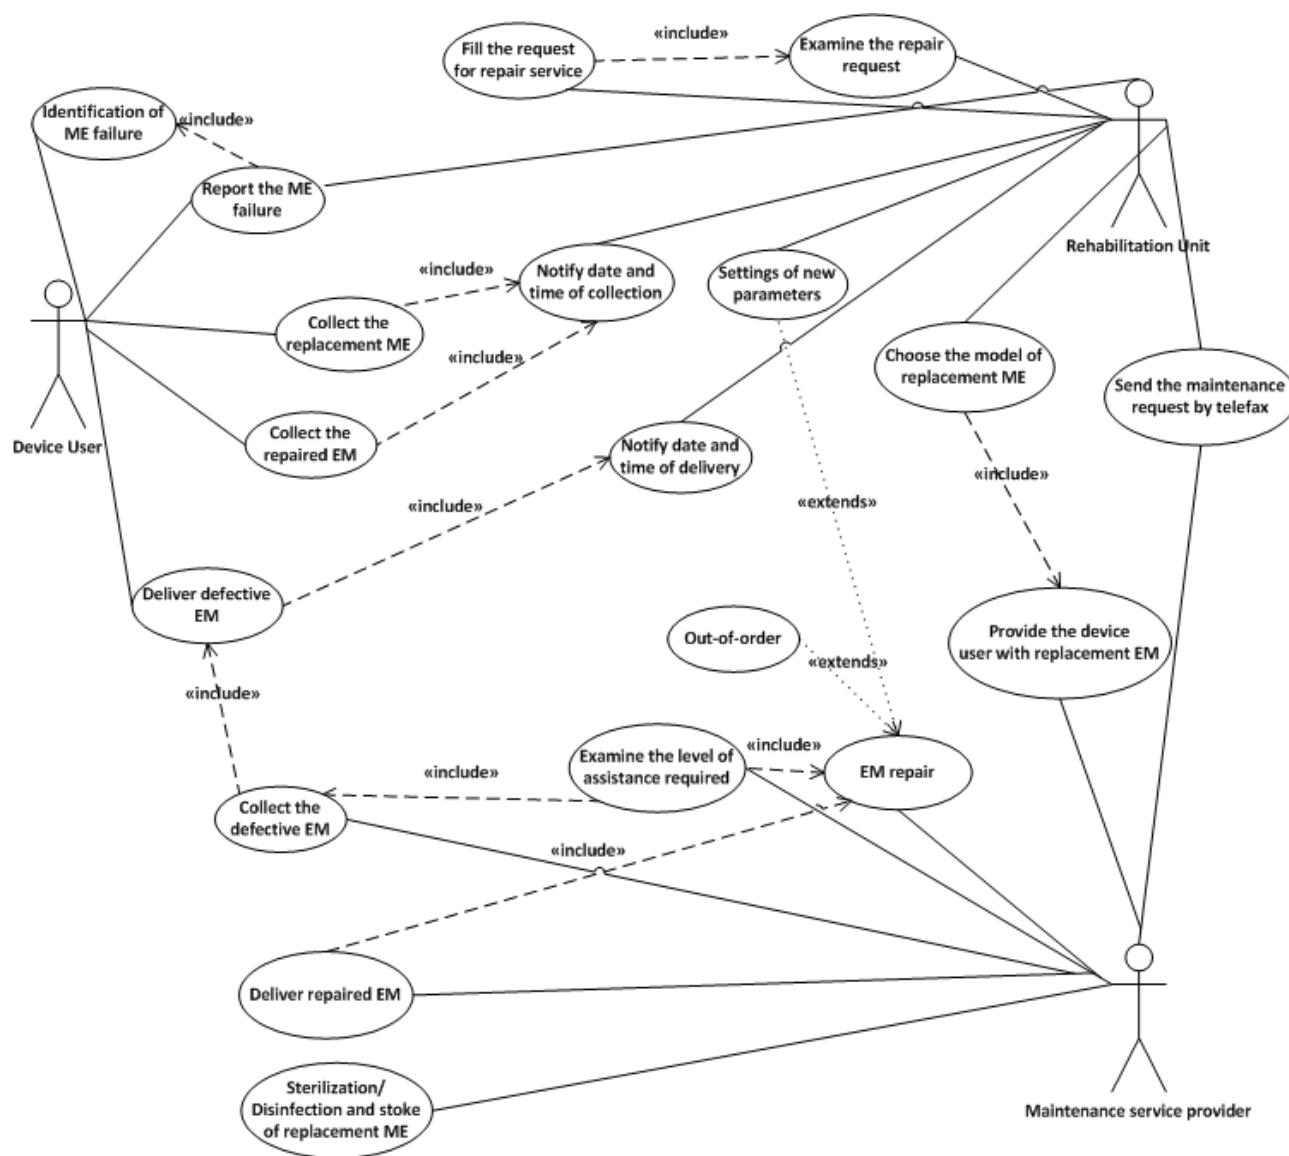 Fill the request
for repair service
«include»
Examine the repair
request
Identification of
ME failure
«include»
Report the ME
failure
Rehabilitation Unit
«include»
Notify date and
time of collection
Settings of new
parameters
Collect the
replacement ME
«include»
Choose the model of
replacement ME
Send the maintenance
request by telefax
Device User
Collect the
repaired EM
Notify date and
time of delivery
«include»
«include»
«extends»
Deliver defective
EM
Out-of-order
«extends»
Provide the device
user with replacement EM
«include»
Examine the level of
assistance required
«include»
EM repair
«include»
Collect the
defective EM
«include»
Deliver repaired EM
Sterilization/
Disinfection and stoke
of replacement ME
Maintenance service provider